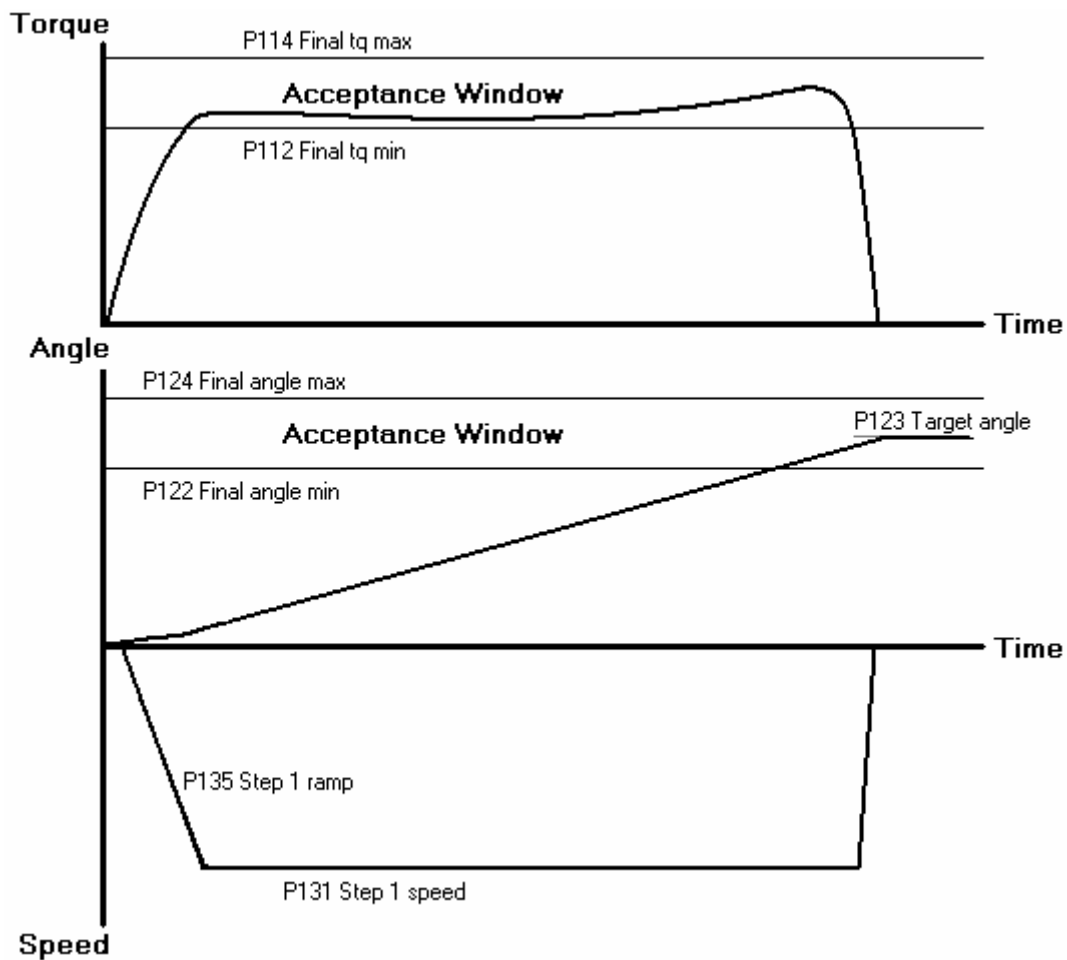 Torque
P114 Final tq max
Acceptance Window
P112 Final tq min
Time
Angle
P124 Final angle max
P123 Target angle
Acceptance Window
P122 Final angle min
Time
P135 Step 1 ramp
P131 Step 1 speed
Speed